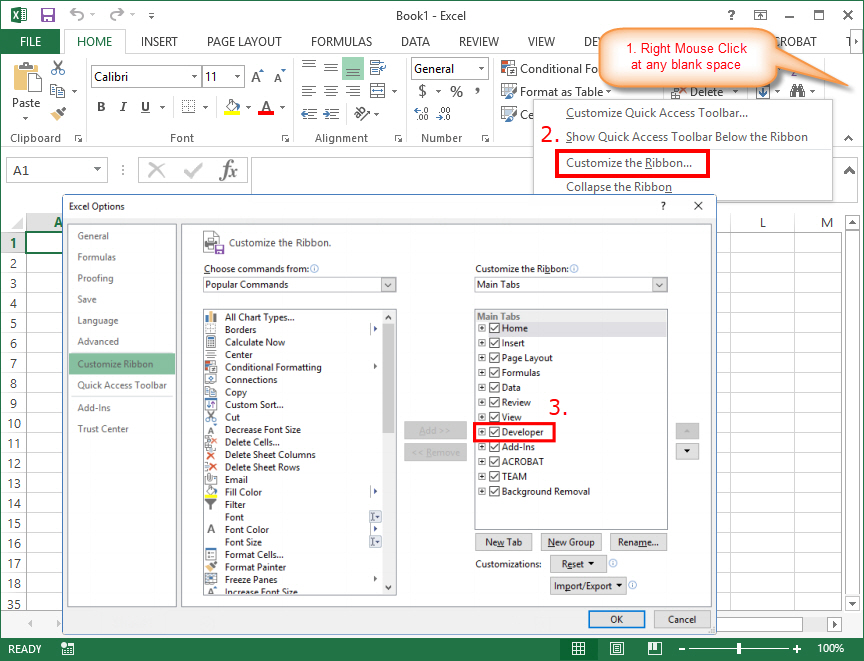 Book1 - Excel
?
FILE
HOME
INSERT
PAGE LAYOUT
FORMULAS
DATA
REVIEW
VIEW
DE
ROBAT
T
1. Right Mouse Click
at any blank space
Paste
Clipboard
Calibri
11
A A
B I U
A
Font
Alignment
General
$ % ,
Number
Conditional Fo
Format as Table
Ce
Delete
Customize Quick Access Toolbar...
2.
Show Quick Access Toolbar Below the Ribbon
Customize the Ribbon...
Collapse the Ribbon
A1
fx
A
L
M
1
2
3
4
5
6
7
8
9
10
11
12
13
14
15
16
17
18
35
Excel Options
?
General
Formulas
Proofing
Save
Language
Advanced
Customize Ribbon
Quick Access Toolbar
Add-Ins
Trust Center
Customize the Ribbon.
Choose commands from:
Popular Commands
All Chart Types...
Borders
Calculate Now
Center
Conditional Formatting
Connections
Copy
Custom Sort...
Cut
Decrease Font Size
Delete Cells...
Delete Sheet Columns
Delete Sheet Rows
Email
Fill Color
Filter
Font
Font Color
Font Size
Format Cells...
Format Painter
Freeze Panes
Increase Font Size
Add >>
<< Remove
Customize the Ribbon:
Main Tabs
Main Tabs
Home
Insert
Page Layout
Formulas
Data
Review
View
3.
Developer
Add-Ins
ACROBAT
TEAM
Background Removal
New Tab
New Group
Rename...
Customizations:
Reset
Import/Export
OK
Cancel
READY
100%